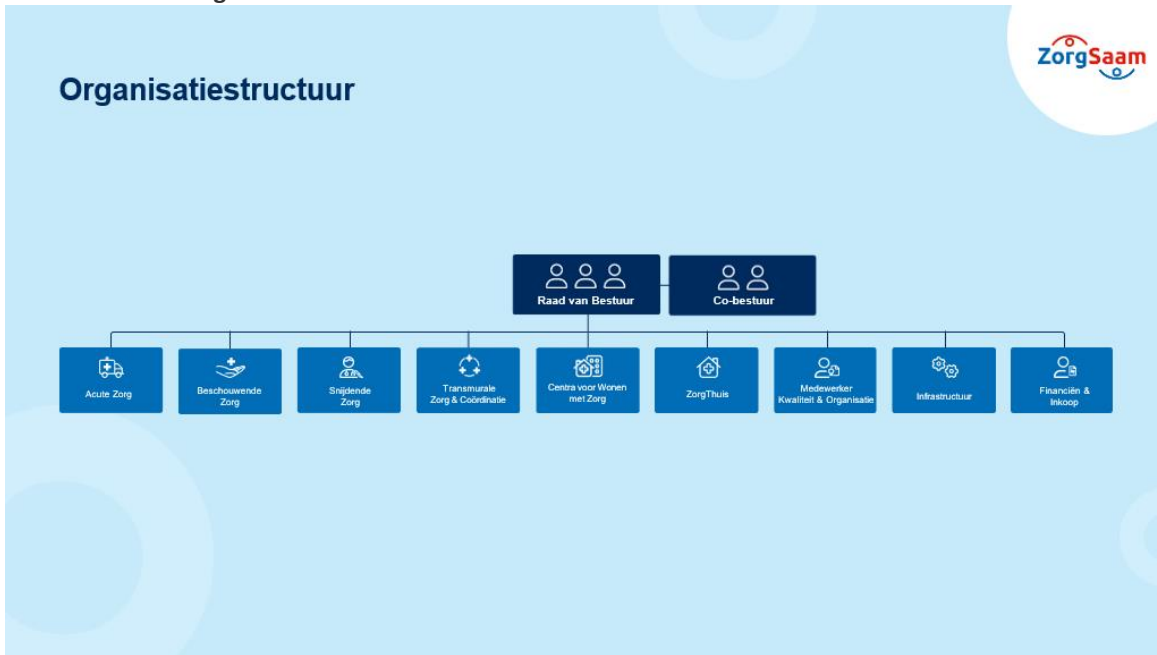 ZorgSaam
Organisatiestructuur
Raad van Bestuur
Co-bestuur
Acute Zorg
Beschouwende
Zorg
Snijdende
Zorg
Transmurale
Zorg & Coördinatie
Centra voor Wonen
met Zorg
ZorgThuis
Medewerker
Kwaliteit & Organisatie
Infrastructuur
Financiën &
Inkoop